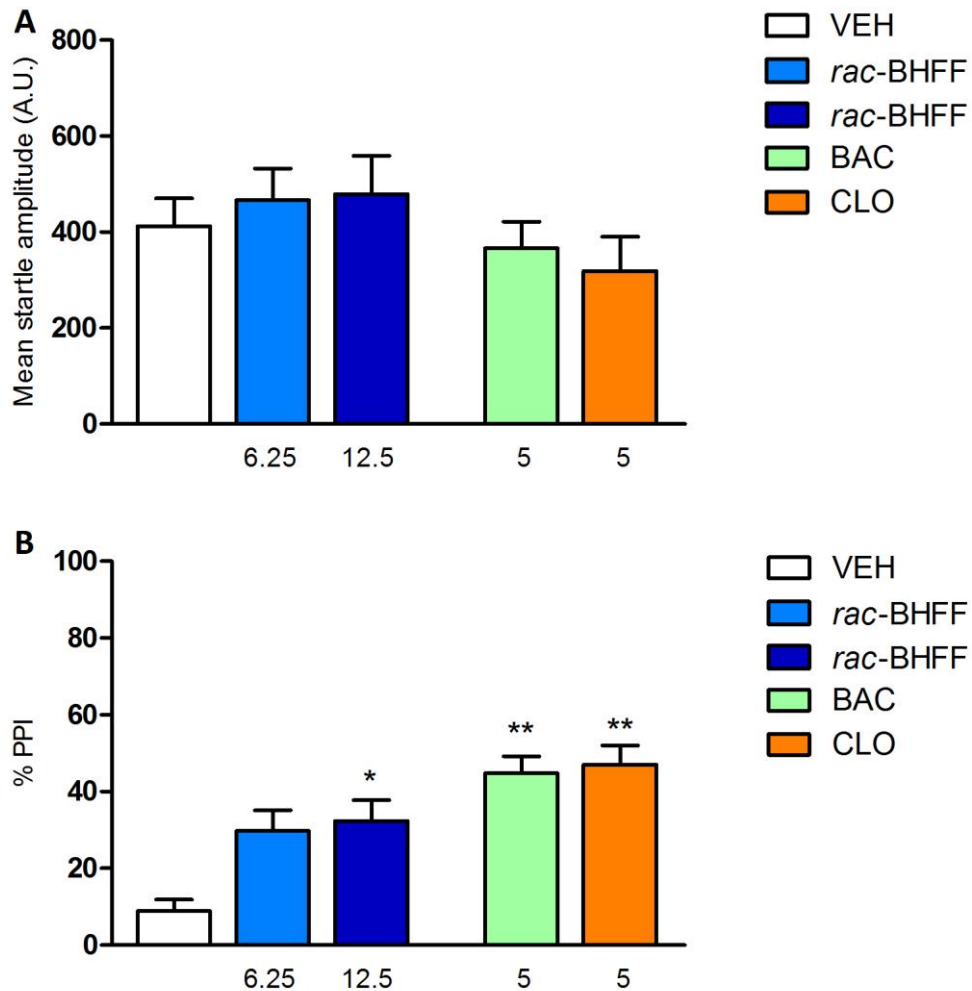 A
Mean startle amplitude (A.U.)
800
600
400
200
0
6.25 12.5 5 5
VEH
rac-BHFF
rac-BHFF
BAC
CLO
B
% PPI
100
80
60
40
20
0
* ** **
6.25 12.5 5 5
VEH
rac-BHFF
rac-BHFF
BAC
CLO